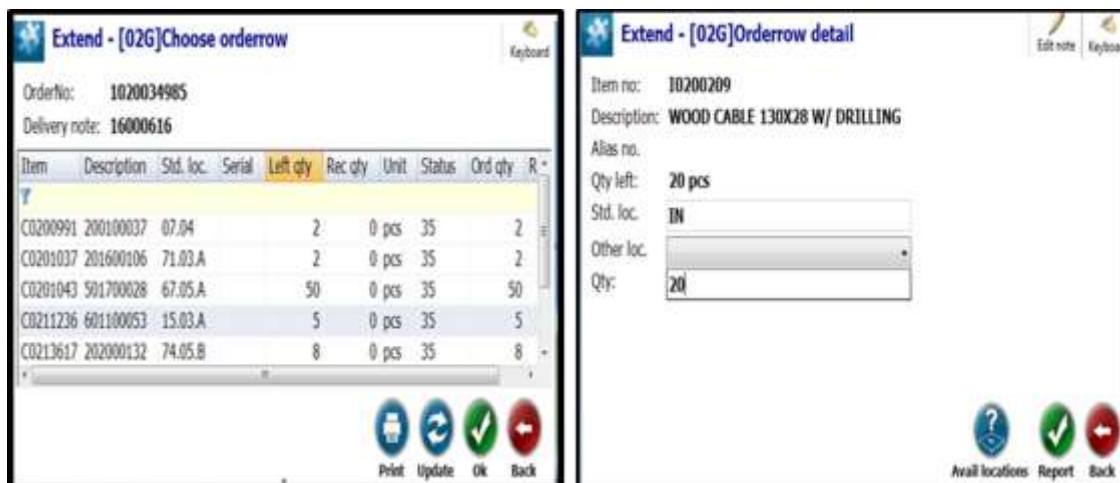 Extend - [02G]Choose orderrow
Keyboard
OrderNo: 1020034985
Delivery note: 16000616
Item Description Std. loc. Serial Left qty Rec qty Unit Status Ord qty R
C0200991 200100037 07.04 2 0 pcs 35 2
C0201037 201600106 71.03.A 2 0 pcs 35 2
C0201043 501700028 67.05.A 50 0 pcs 35 50
C0211236 601100053 15.03.A 5 0 pcs 35 5
C0213617 202000132 74.05.B 8 0 pcs 35 8
Print Update Ok Back
Extend - [02G]Orderrow detail
Edit note Keyboa
Item no: I0200209
Description: WOOD CABLE 130X28 W/ DRILLING
Alias no.
Qty left: 20 pcs
Std. loc. IN
Other loc.
Qty: 20
Avail locations Report Back